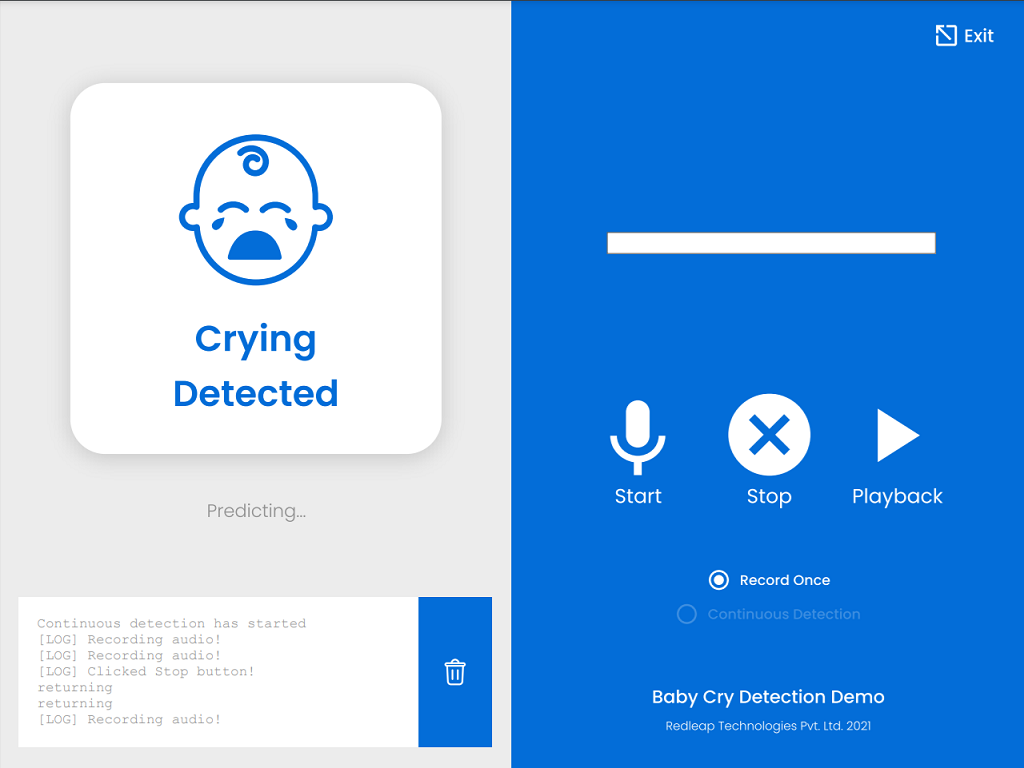 Exit
Crying
Detected
Predicting...
Start
Stop
Playback
Record Once
Continuous Detection
Continuous detection has started
[LOG] Recording audio!
[LOG] Recording audio!
[LOG] Clicked Stop button!
returning
returning
[LOG] Recording audio!
Baby Cry Detection Demo
Redleap Technologies Pvt. Ltd. 2021